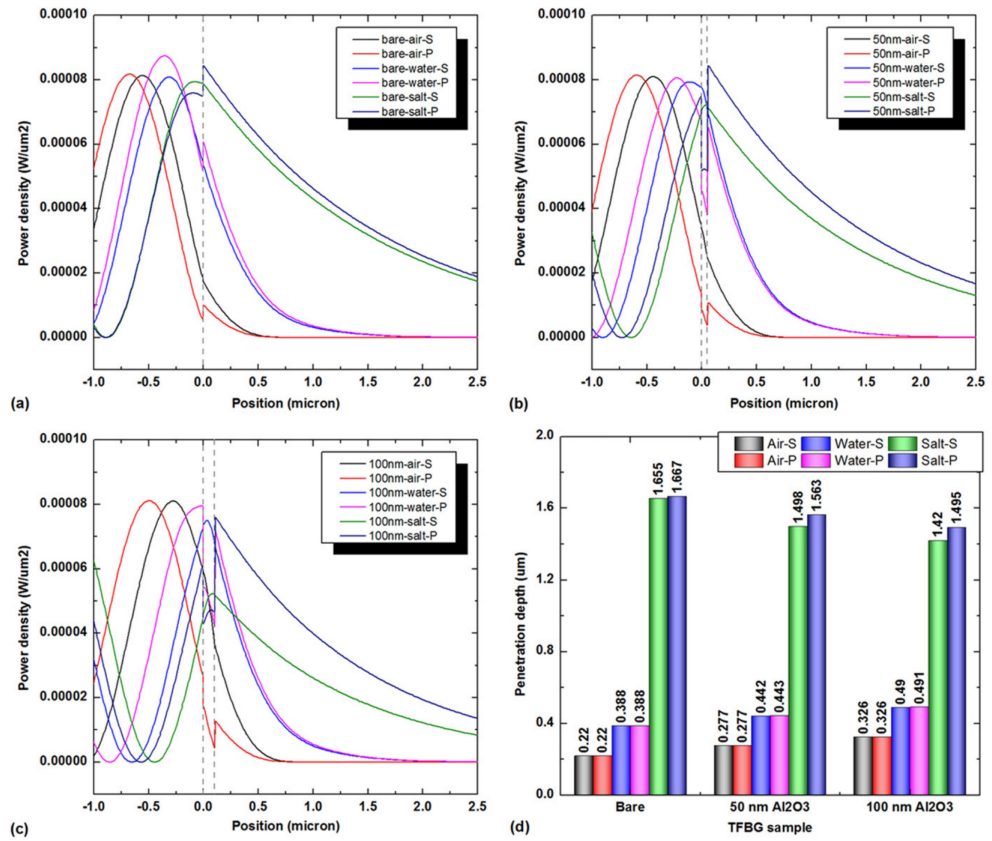 0.00010
0.00008
0.00006
0.00004
0.00002
0.00000
Power density (W/um2)
bare-air-S
bare-air-P
bare-water-S
bare-water-P
bare-salt-S
bare-salt-P
-1.0 -0.5 0.0 0.5 1.0 1.5 2.0 2.5
Position (micron)
(a)
0.00010
0.00008
0.00006
0.00004
0.00002
0.00000
Power density (W/um2)
50nm-air-S
50nm-air-P
50nm-water-S
50nm-water-P
50nm-salt-S
50nm-salt-P
-1.0 -0.5 0.0 0.5 1.0 1.5 2.0 2.5
Position (micron)
(b)
0.00010
0.00008
0.00006
0.00004
0.00002
0.00000
Power density (W/um2)
100nm-air-S
100nm-air-P
100nm-water-S
100nm-water-P
100nm-salt-S
100nm-salt-P
-1.0 -0.5 0.0 0.5 1.0 1.5 2.0 2.5
Position (micron)
(c)
2.0
1.6
1.2
0.8
0.4
0.0
Penetration depth (um)
Air-S Water-S Salt-S
Air-P Water-P Salt-P
0.22 0.22 0.388 0.388 1.655 1.667
0.277 0.277 0.442 0.443 1.498 1.563
0.326 0.326 0.49 0.491 1.42 1.495
Bare 50 nm Al2O3 100 nm Al2O3
TFBG sample
(d)